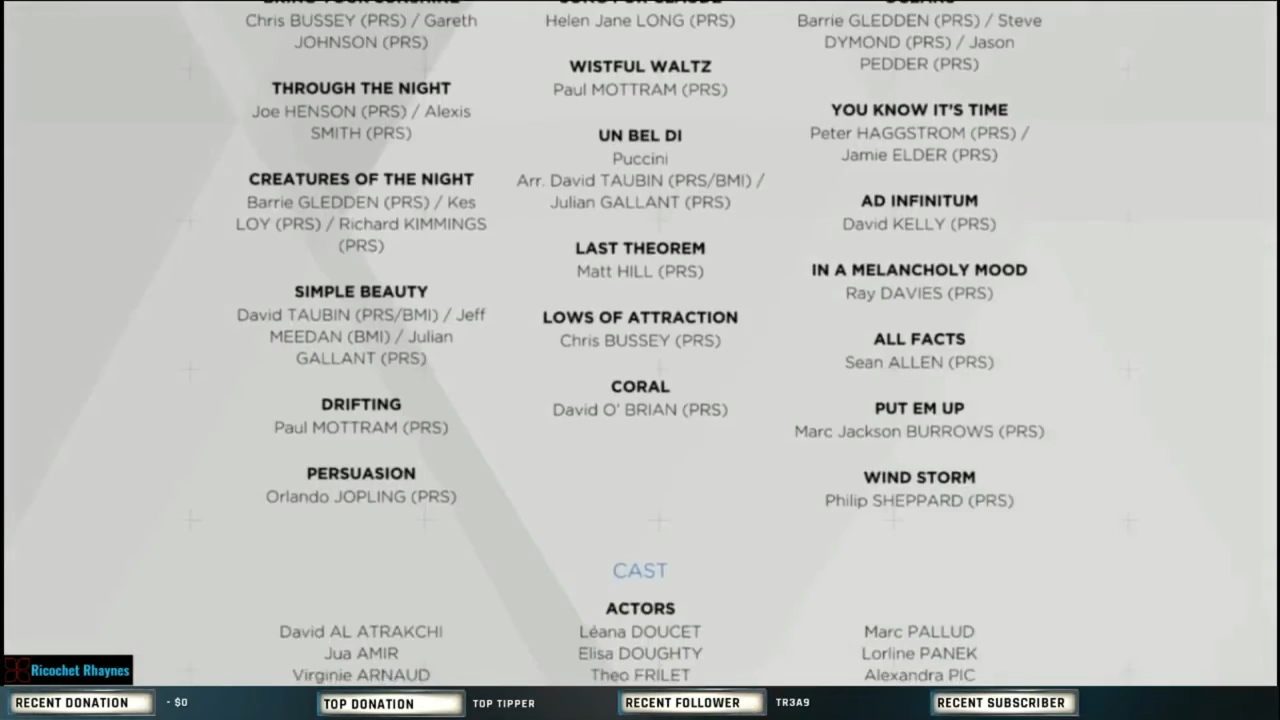 BRING YOUR SUNSHINE
Chris BUSSEY (PRS) / Gareth
JOHNSON (PRS)
THROUGH THE NIGHT
Joe HENSON (PRS) / Alexis
SMITH (PRS)
CREATURES OF THE NIGHT
Barrie GLEDDEN (PRS) / Kes
LOY (PRS) / Richard KIMMINGS
(PRS)
SIMPLE BEAUTY
David TAUBIN (PRS/BMI) / Jeff
MEEDAN (BMI) / Julian
GALLANT (PRS)
DRIFTING
Paul MOTTRAM (PRS)
PERSUASION
Orlando JOPLING (PRS)
Helen Jane LONG (PRS)
WISTFUL WALTZ
Paul MOTTRAM (PRS)
UN BEL DI
Puccini
Arr. David TAUBIN (PRS/BMI) /
Julian GALLANT (PRS)
LAST THEOREM
Matt HILL (PRS)
LOWS OF ATTRACTION
Chris BUSSEY (PRS)
CORAL
David O' BRIAN (PRS)
Barrie GLEDDEN (PRS) / Steve
DYMOND (PRS) / Jason
PEDDER (PRS)
YOU KNOW IT'S TIME
Peter HAGGSTROM (PRS) /
Jamie ELDER (PRS)
AD INFINITUM
David KELLY (PRS)
IN A MELANCHOLY MOOD
Ray DAVIES (PRS)
ALL FACTS
Sean ALLEN (PRS)
PUT EM UP
Marc Jackson BURROWS (PRS)
WIND STORM
Philip SHEPPARD (PRS)
CAST
ACTORS
David AL ATRAKCHI
Jua AMIR
Virginie ARNAUD
Léana DOUCET
Elisa DOUGHTY
Theo FRILET
Marc PALLUD
Lorline PANEK
Alexandra PIC
Ricochet Rhaynes
RECENT DONATION
- $0
TOP DONATION
TOP TIPPER
RECENT FOLLOWER
TR3A9
RECENT SUBSCRIBER